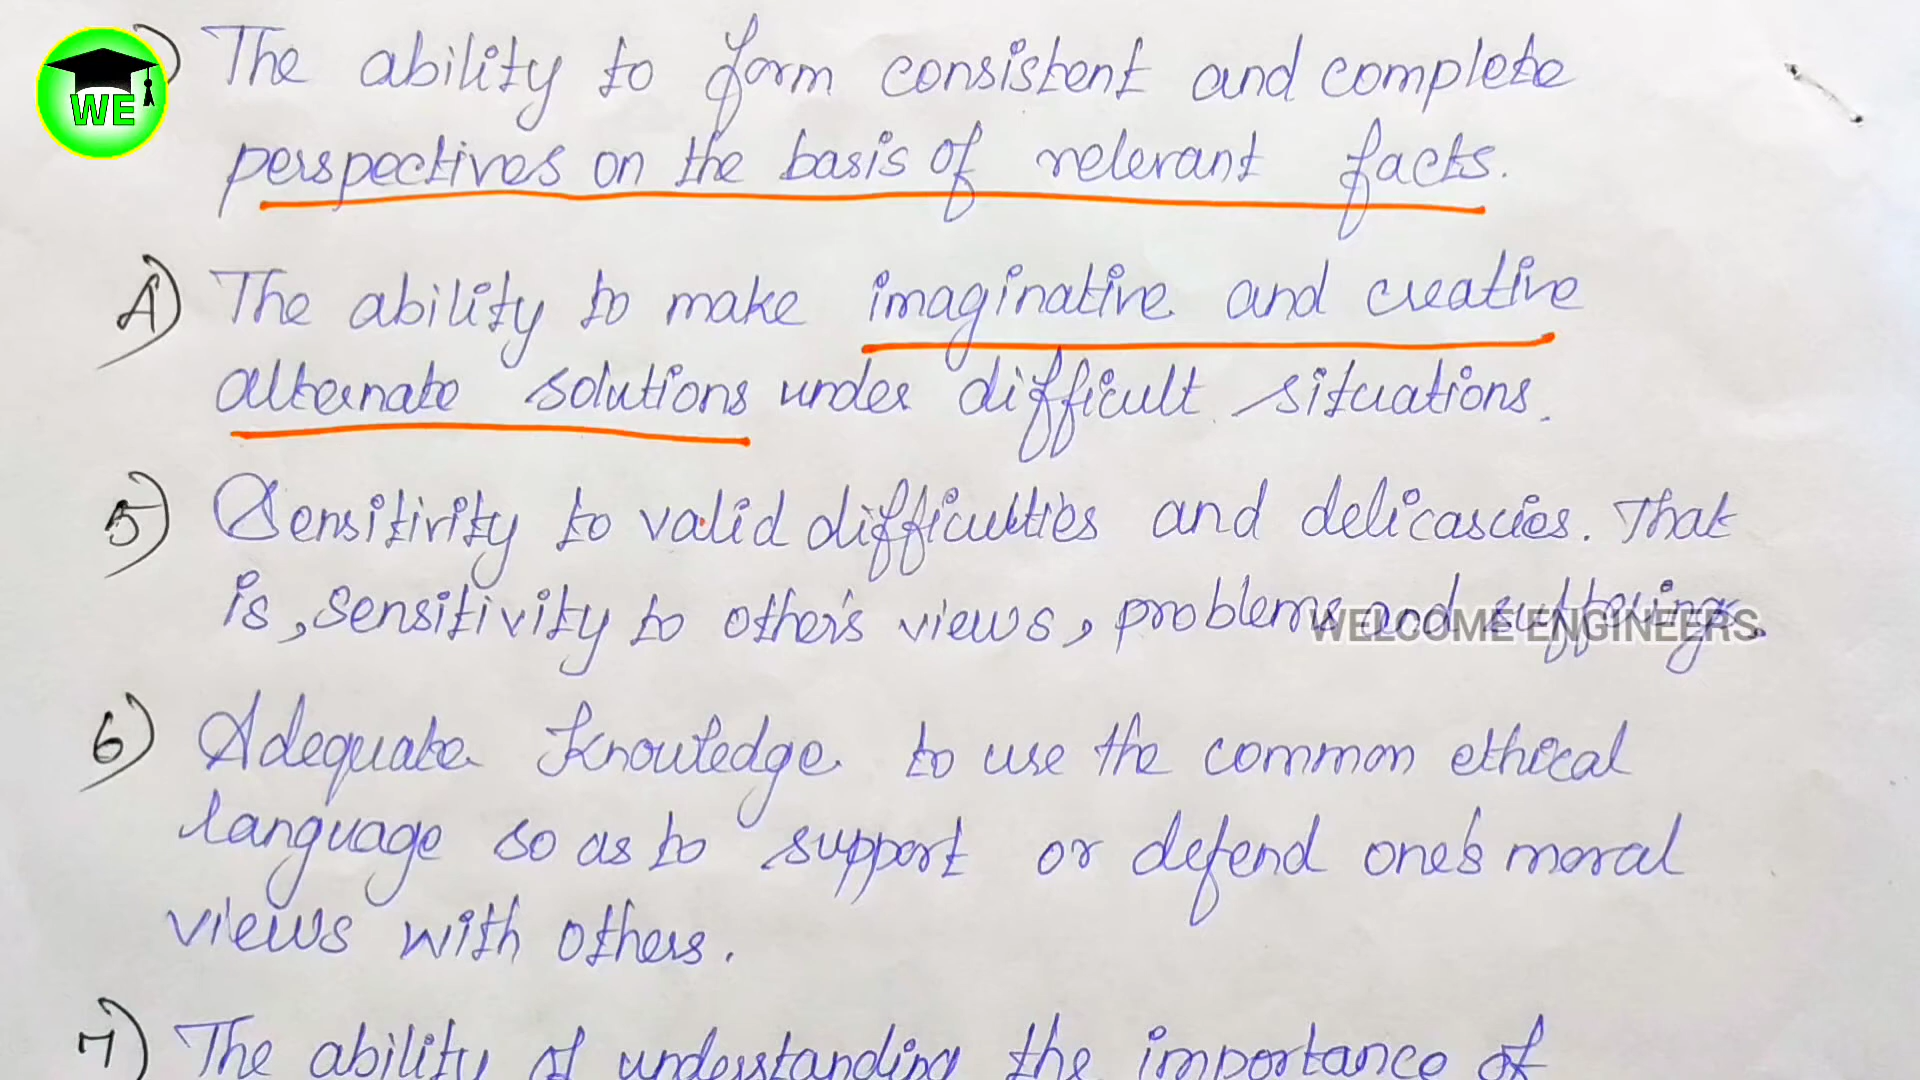 WE
) The ability to form consistent and complete
perspectives on the basis of relevant facts.
4) The ability to make imaginative and creative
alternate solutions under difficult situations.
5) Sensitivity to valid difficulties and delicascies. That
is, sensitivity to other's views, problems and sufferings.
WELCOME ENGINEERS
6) Adequate knowledge to use the common ethical
language so as to support or defend one's moral
views with others.
7) The ability of understanding the importance of